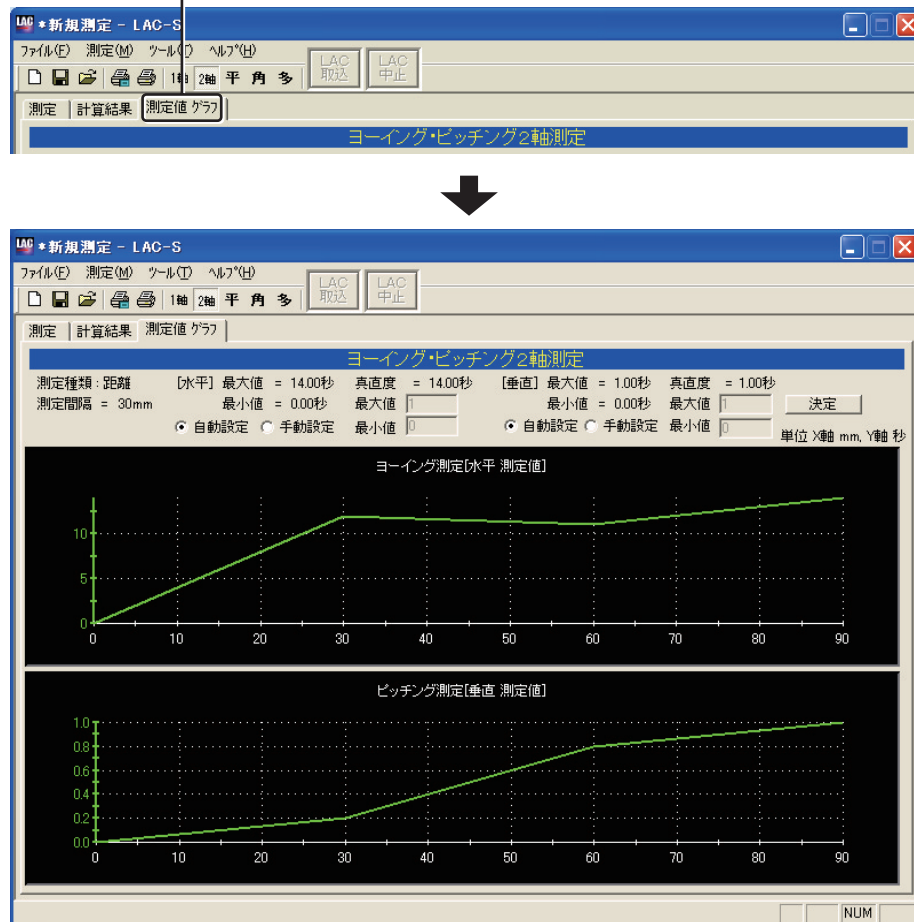 *新規測定 - LAC-S
ファイル(F) 測定(M) ツール(T) ヘルプ(H)
LAC取込 LAC中止
1軸 2軸 平 角 多
測定 計算結果 測定値 グラフ
ヨーイング・ピッチング2軸測定
*新規測定 - LAC-S
ファイル(F) 測定(M) ツール(T) ヘルプ(H)
LAC取込 LAC中止
1軸 2軸 平 角 多
測定 計算結果 測定値 グラフ
ヨーイング・ピッチング2軸測定
測定種類：距離 [水平] 最大値 = 14.00秒 真直度 = 14.00秒 [垂直] 最大値 = 1.00秒 真直度 = 1.00秒
測定間隔 = 30mm 最小値 = 0.00秒 最大値 1 最小値 = 0.00秒 最大値 1 決定
自動設定 手動設定 最小値 0 自動設定 手動設定 最小値 0 単位 X軸 mm, Y軸 秒
ヨーイング測定[水平 測定値]
10
5
0
0 10 20 30 40 50 60 70 80 90
ピッチング測定[垂直 測定値]
1.0
0.8
0.6
0.4
0.2
0.0
0 10 20 30 40 50 60 70 80 90
NUM